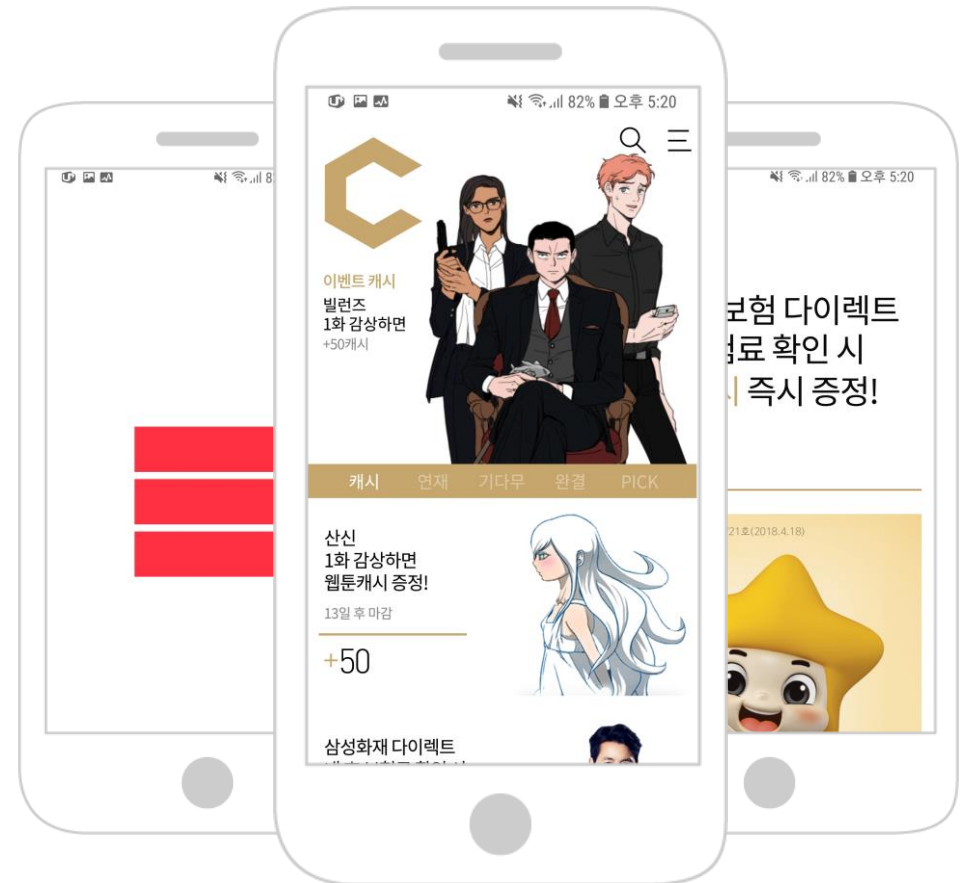 82% 오후 5:20
이벤트 캐시
빌런즈
1화 감상하면
+50캐시
캐시 연재 기다무 완결 PICK
산신
1화 감상하면
웹툰캐시 증정!
13일 후 마감
+50
삼성화재 다이렉트
8
82% 오후 5:20
보험 다이렉트
료 확인 시
즉시 증정!
21호(2018.4.18)